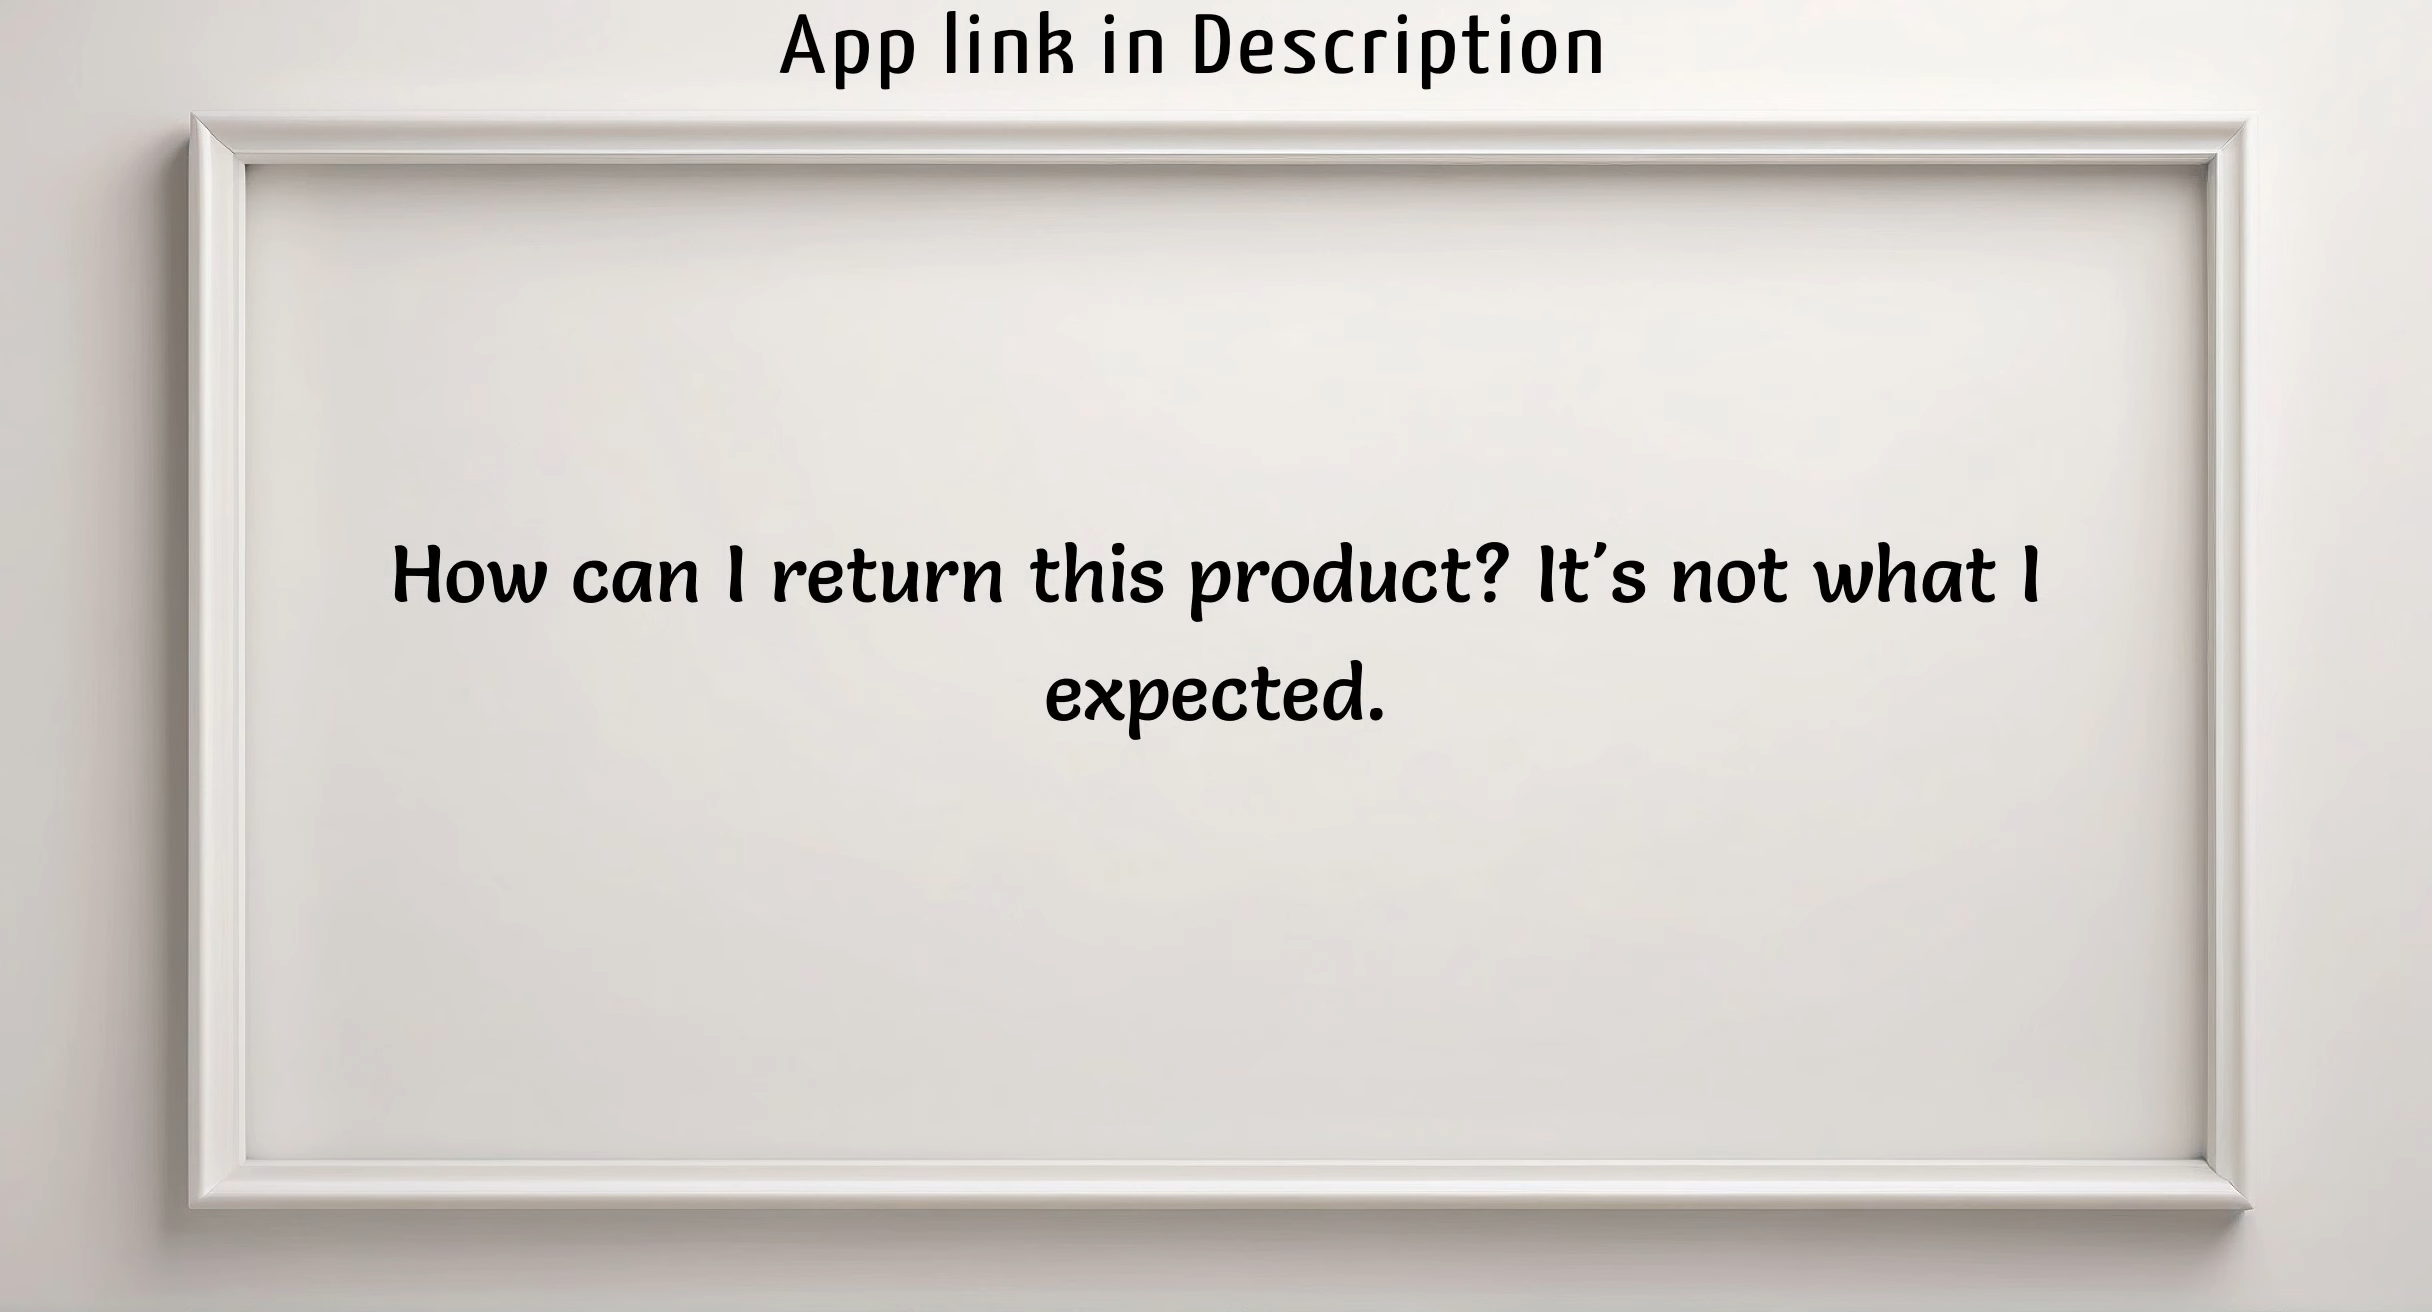 App link in Description
How can I return this product? It's not what I
expected.